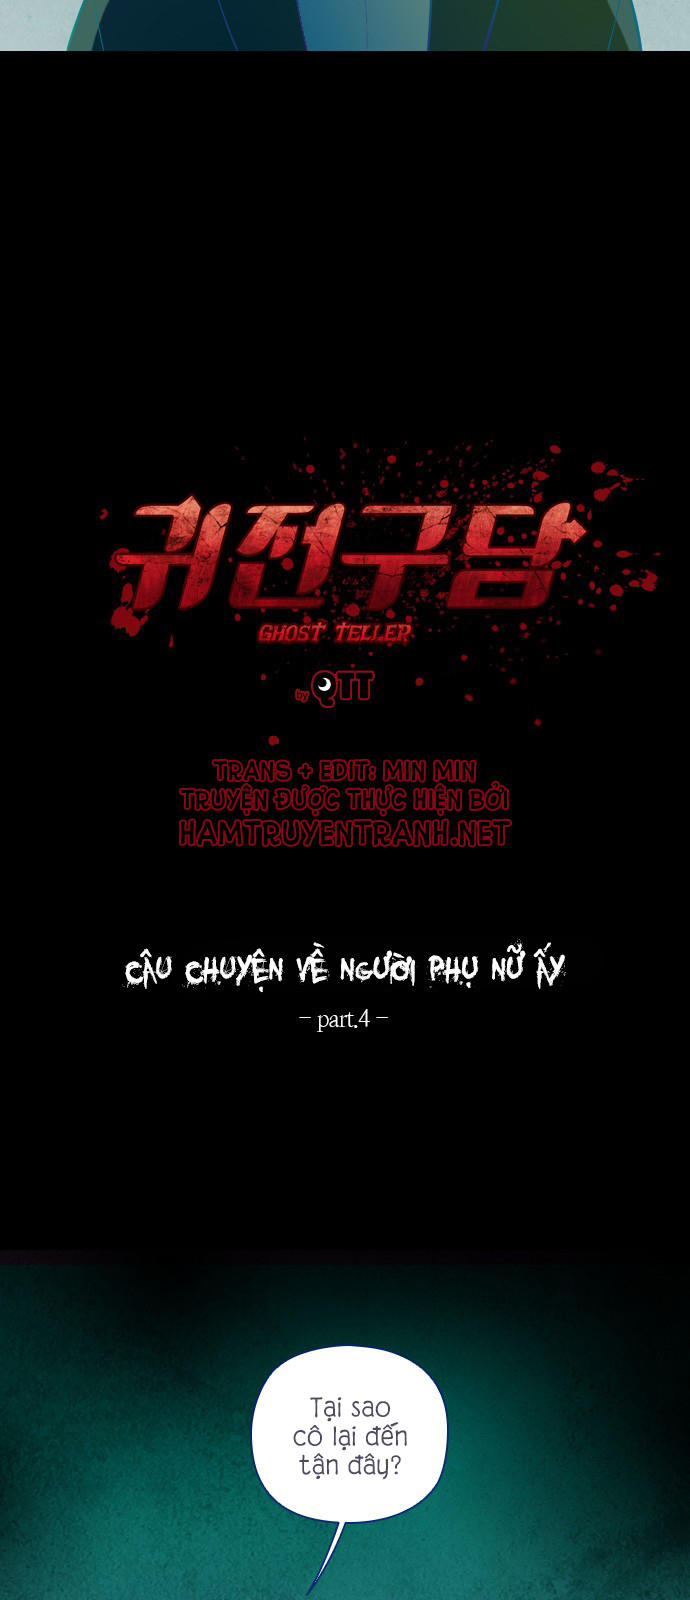 귀전구담
GHOST TELLER
by QTT
TRANS + EDIT: MIN MIN
TRUYỆN ĐƯỢC THỰC HIỆN BỞI
HAMTRUYENTRANH.NET
CÂU CHUYỆN VỀ NGƯỜI PHỤ NỮ ẤY
- part.4 -
Tại sao
cô lại đến
tận đây?